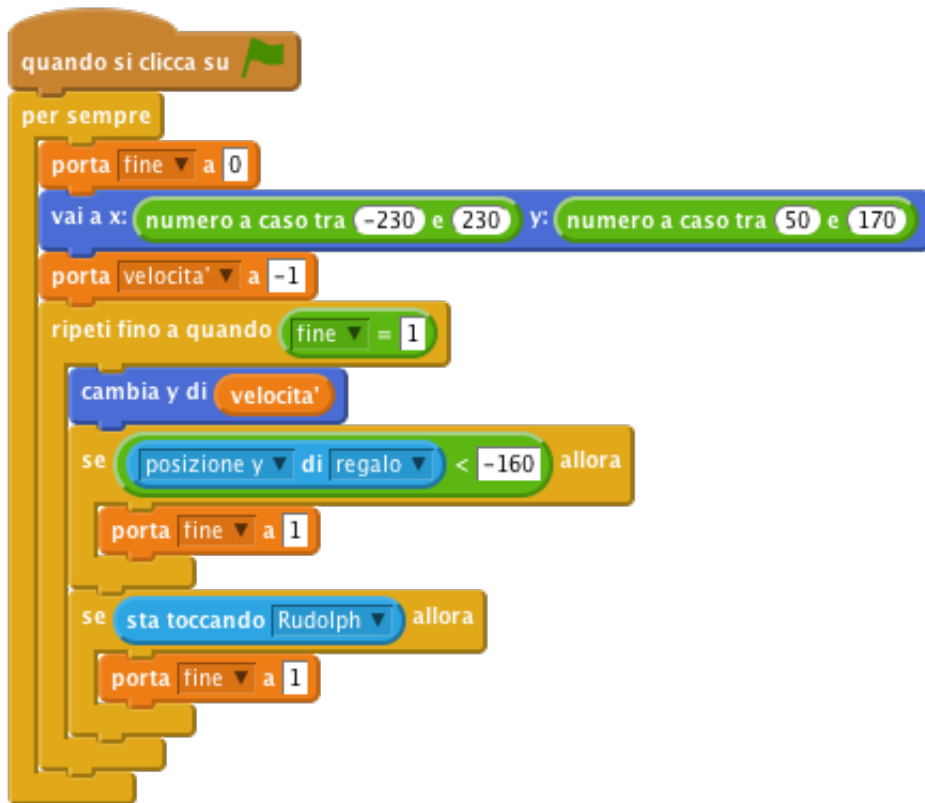 quando si clicca su
per sempre
porta fine a 0
vai a x: numero a caso tra -230 e 230 y: numero a caso tra 50 e 170
porta velocita' a -1
ripeti fino a quando fine = 1
cambia y di velocita'
se posizione y di regalo < -160 allora
porta fine a 1
se sta toccando Rudolph allora
porta fine a 1